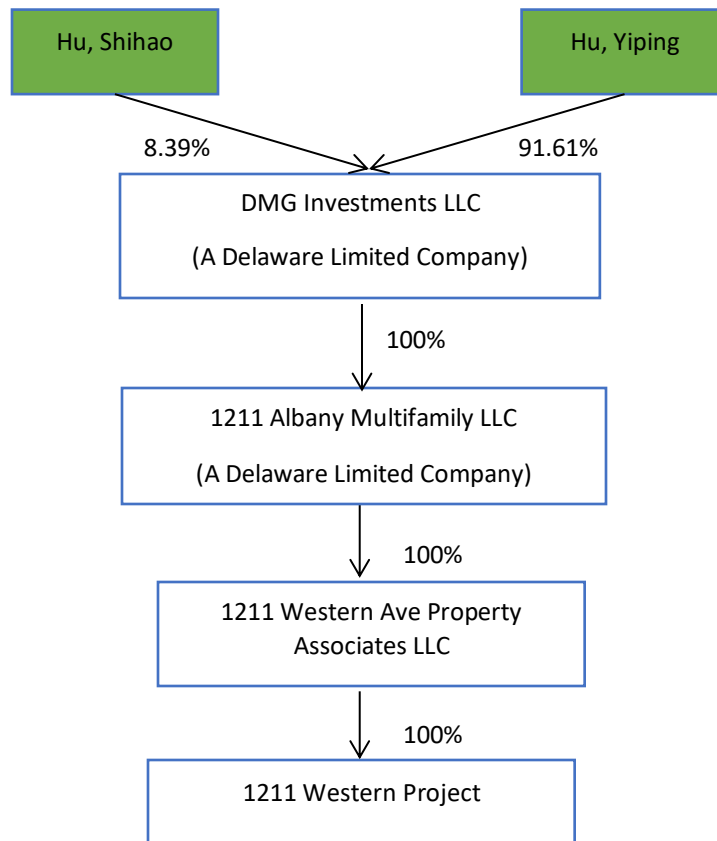 Hu, Shihao
Hu, Yiping
8.39%
91.61%
DMG Investments LLC
(A Delaware Limited Company)
100%
1211 Albany Multifamily LLC
(A Delaware Limited Company)
100%
1211 Western Ave Property
Associates LLC
100%
1211 Western Project